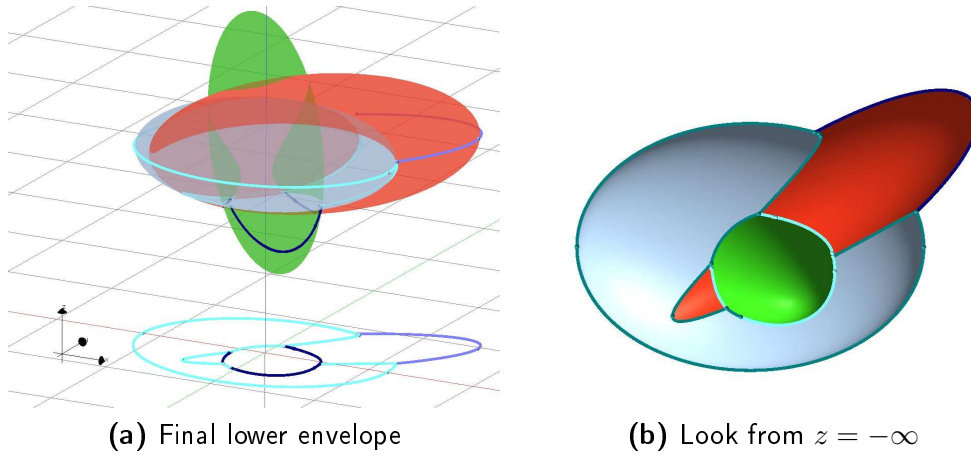 z
(a) Final lower envelope
(b) Look from z = −∞